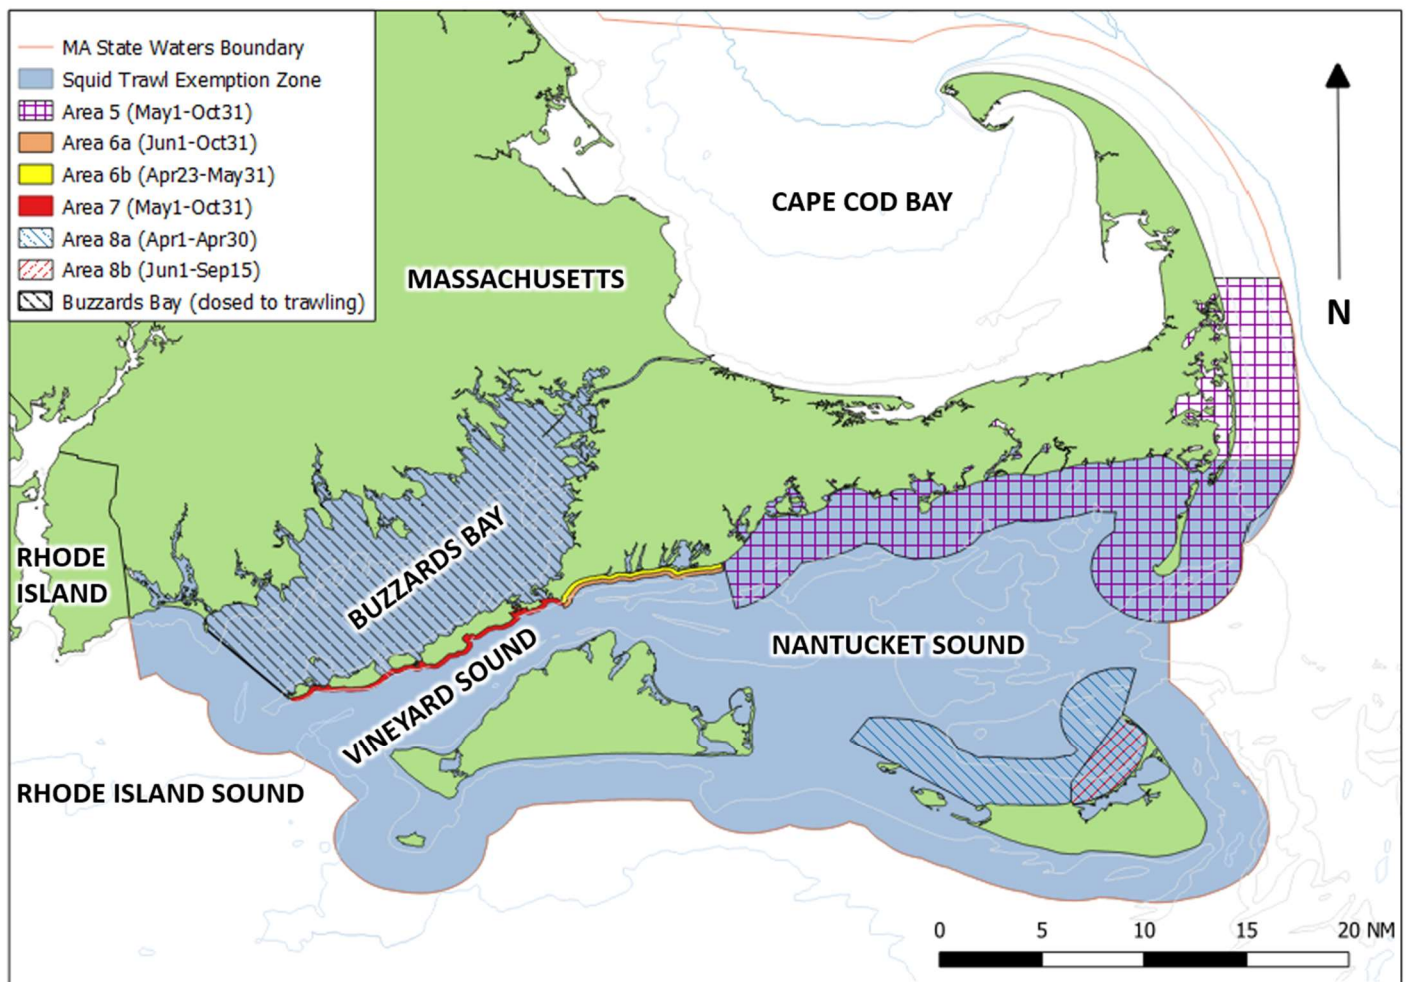 MA State Waters Boundary
Squid Trawl Exemption Zone
Area 5 (May1-Oct31)
Area 6a (Jun1-Oct31)
Area 6b (Apr23-May31)
Area 7 (May1-Oct31)
Area 8a (Apr1-Apr30)
Area 8b (Jun1-Sep15)
Buzzards Bay (closed to trawling)
CAPE COD BAY
MASSACHUSETTS
N
BUZZARDS BAY
RHODE
ISLAND
VINEYARD SOUND
NANTUCKET SOUND
RHODE ISLAND SOUND
0 5 10 15 20 NM